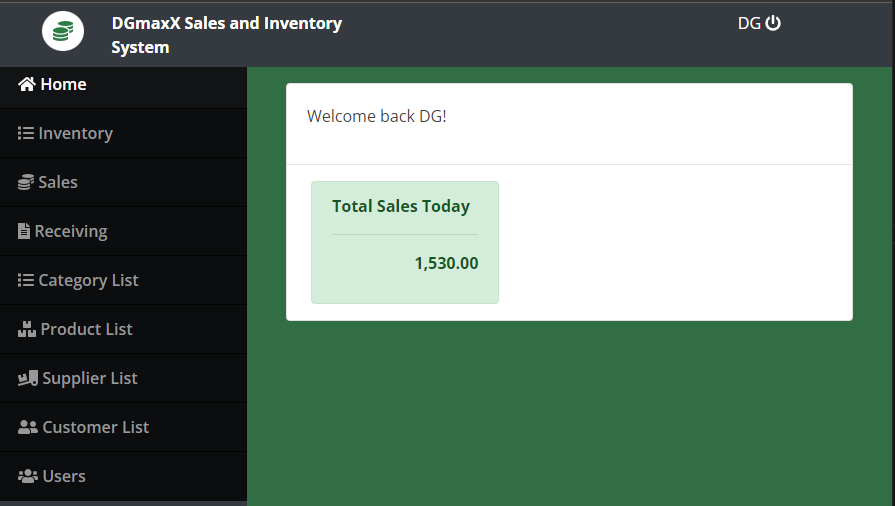 DGmaxX Sales and Inventory
System
DG
Home
Inventory
Sales
Receiving
Category List
Product List
Supplier List
Customer List
Users
Welcome back DG!
Total Sales Today
1,530.00